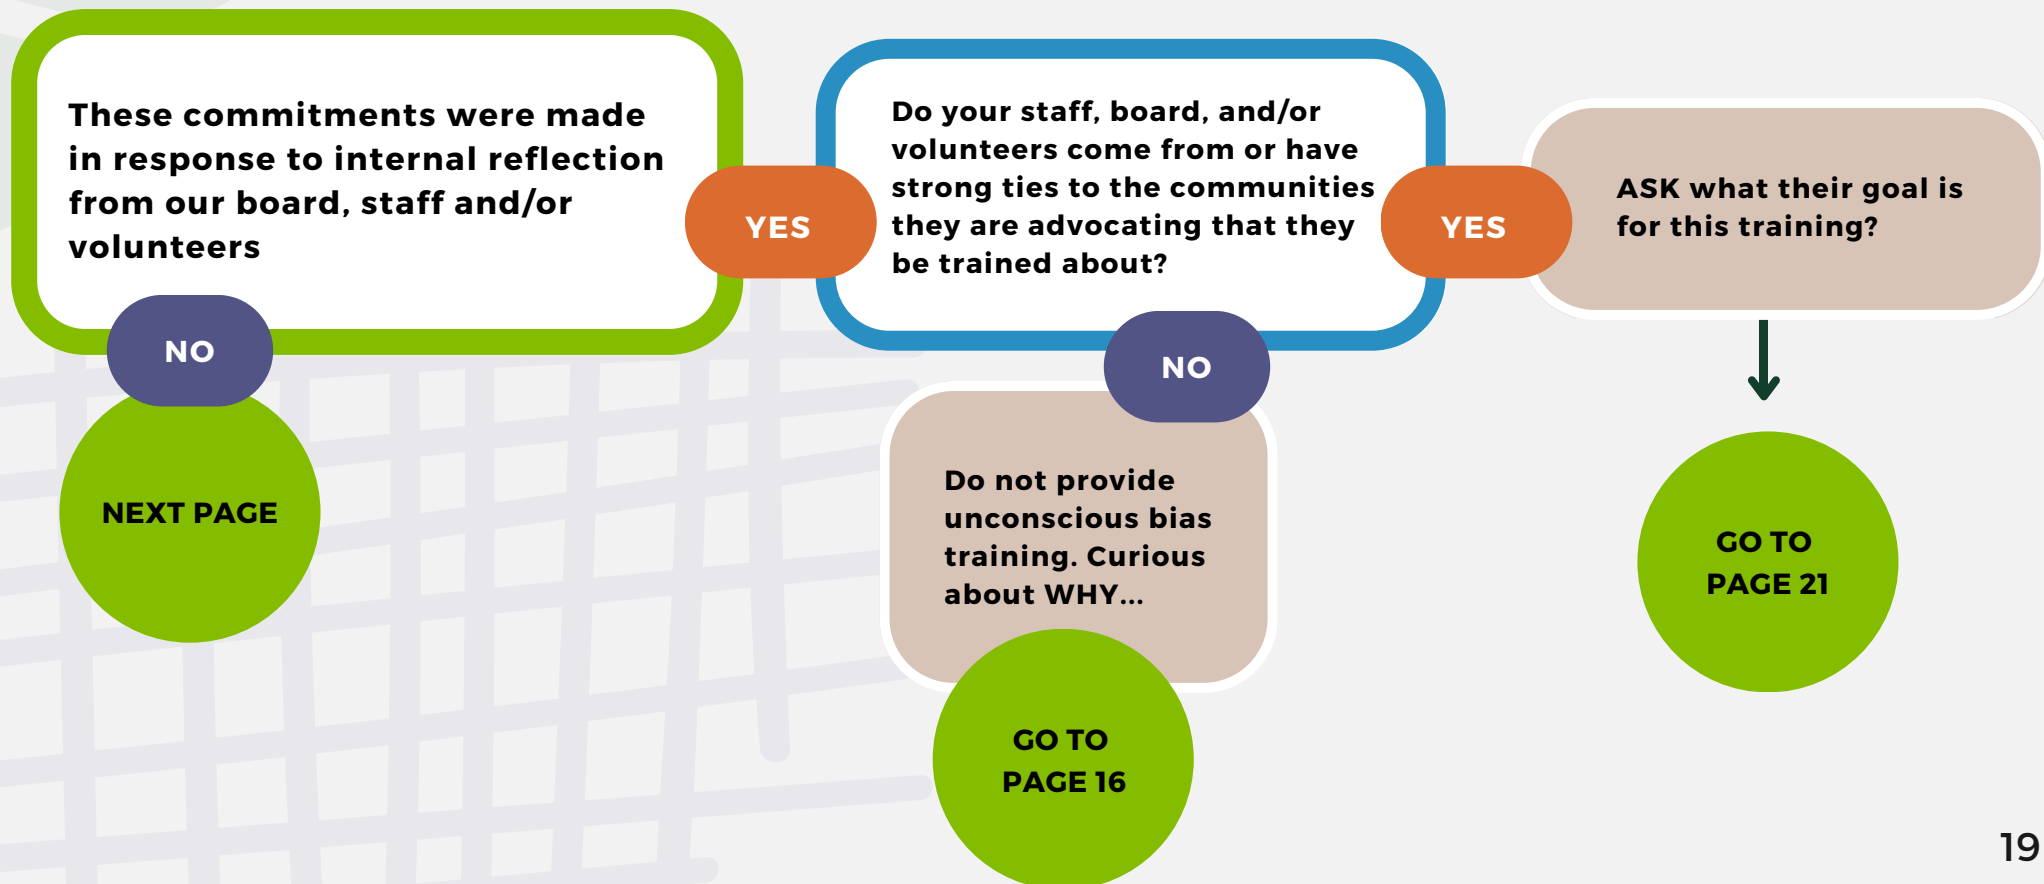 These commitments were made
in response to internal reflection
from our board, staff and/or
volunteers
YES
NO
NEXT PAGE
Do your staff, board, and/or
volunteers come from or have
strong ties to the communities
they are advocating that they
be trained about?
YES
NO
Do not provide
unconscious bias
training. Curious
about WHY...
GO TO
PAGE 16
ASK what their goal is
for this training?
GO TO
PAGE 21
19